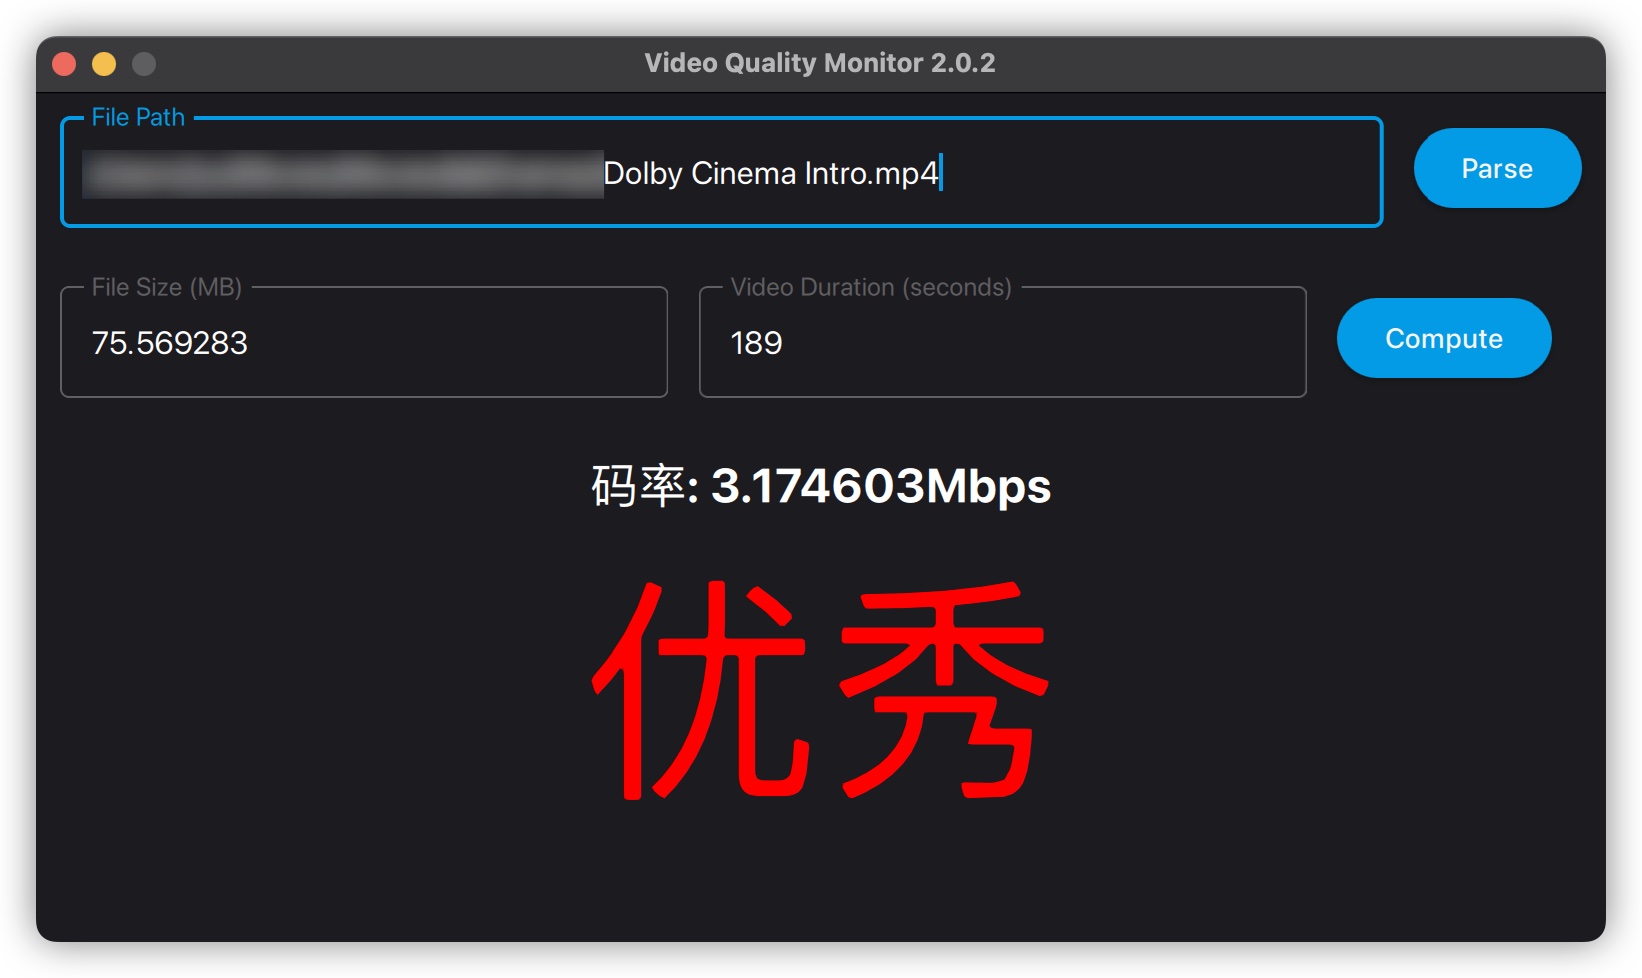 Video Quality Monitor 2.0.2
File Path
Dolby Cinema Intro.mp4
Parse
File Size (MB)
75.569283
Video Duration (seconds)
189
Compute
码率: 3.174603Mbps
优秀